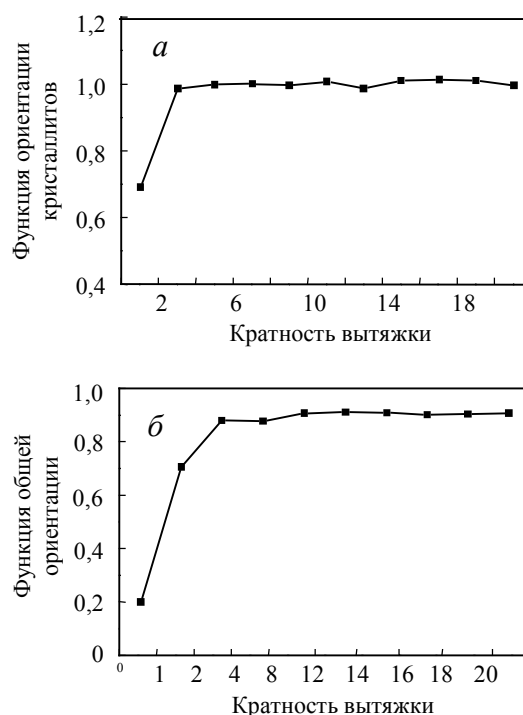 1,2
1,0
0,8
0,6
0,4
а
Функция ориентации
кристаллитов
2 6 10 14 18
Кратность вытяжки
1,0
0,8
0,6
0,4
0,2
0
б
Функция общей
ориентации
0 1 2 4 8 12 14 16 18 20
Кратность вытяжки